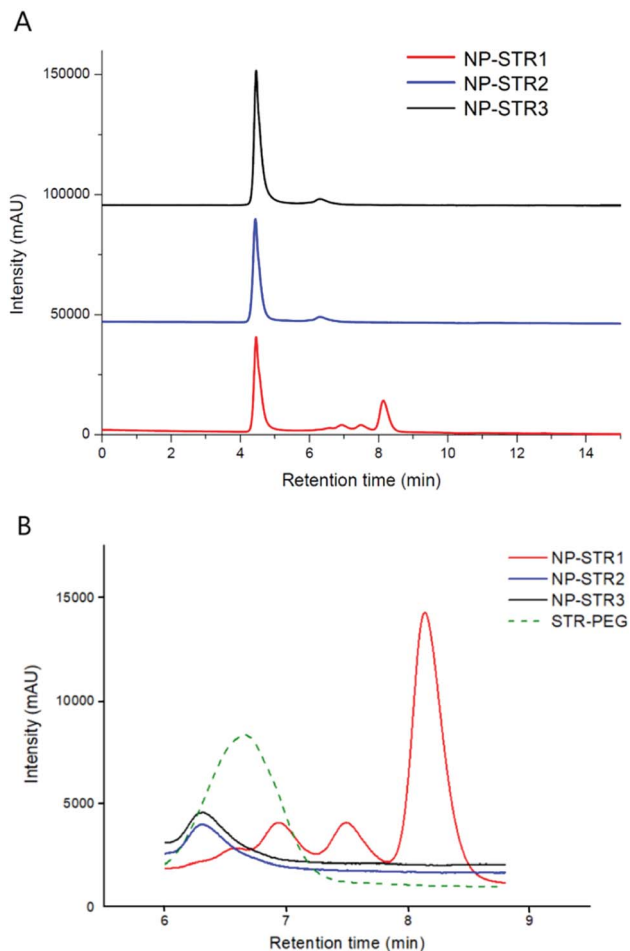 A
NP-STR1
NP-STR2
NP-STR3
150000
100000
50000
0
Intensity (mAU)
0 2 4 6 8 10 12 14
Retention time (min)
B
NP-STR1
NP-STR2
NP-STR3
STR-PEG
15000
10000
5000
0
Intensity (mAU)
6 7 8 9
Retention time (min)